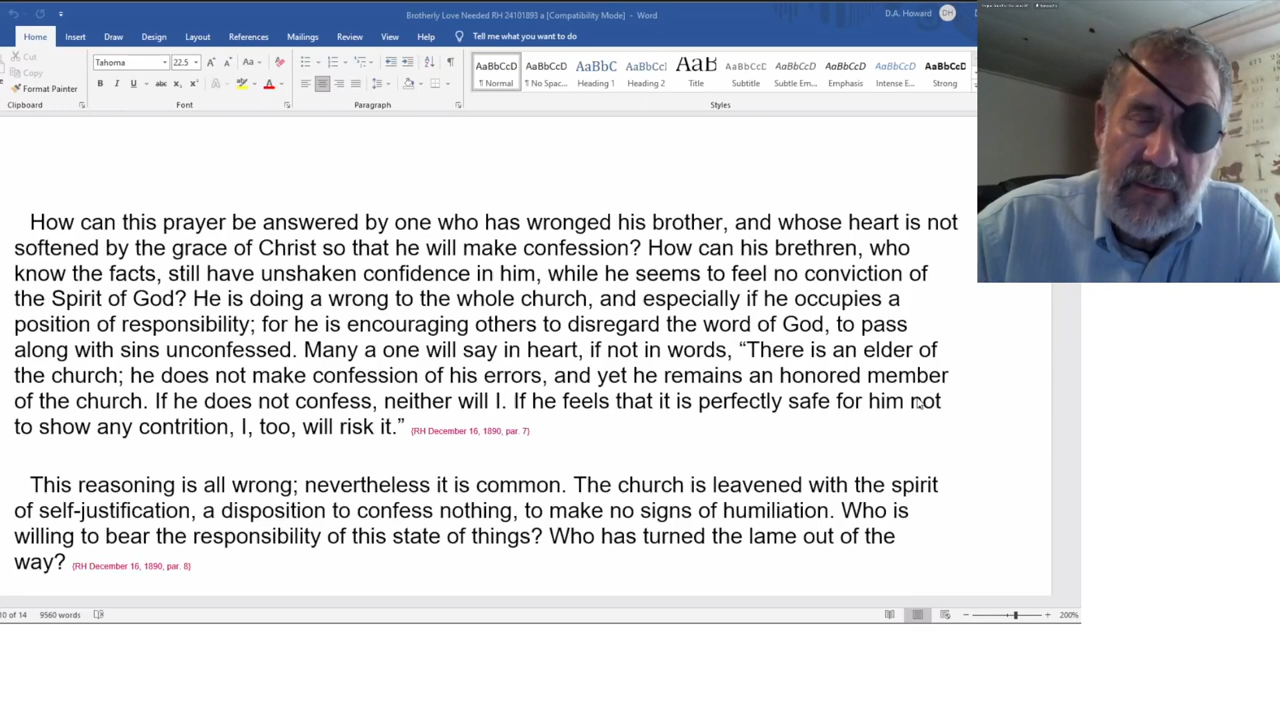 Brotherly Love Needed RH 24101893 a [Compatibility Mode] - Word
D.A. Howard DH
Home Insert Draw Design Layout References Mailings Review View Help Tell me what you want to do
Cut
Copy
Format Painter
Tahoma 22.5
AaBbCcD AaBbCcD AaBbC AaBbCcI AaB AaBbCcD AaBbCcD AaBbCcD AaBbCcD AaBbCcD
¶ Normal ¶ No Spac... Heading 1 Heading 2 Title Subtitle Subtle Em... Emphasis Intense E... Strong
Clipboard Font Paragraph Styles
How can this prayer be answered by one who has wronged his brother, and whose heart is not
softened by the grace of Christ so that he will make confession? How can his brethren, who
know the facts, still have unshaken confidence in him, while he seems to feel no conviction of
the Spirit of God? He is doing a wrong to the whole church, and especially if he occupies a
position of responsibility; for he is encouraging others to disregard the word of God, to pass
along with sins unconfessed. Many a one will say in heart, if not in words, “There is an elder of
the church; he does not make confession of his errors, and yet he remains an honored member
of the church. If he does not confess, neither will I. If he feels that it is perfectly safe for him not
to show any contrition, I, too, will risk it.” {RH December 16, 1890, par. 7}
This reasoning is all wrong; nevertheless it is common. The church is leavened with the spirit
of self-justification, a disposition to confess nothing, to make no signs of humiliation. Who is
willing to bear the responsibility of this state of things? Who has turned the lame out of the
way? {RH December 16, 1890, par. 8}
10 of 14 9560 words 200%